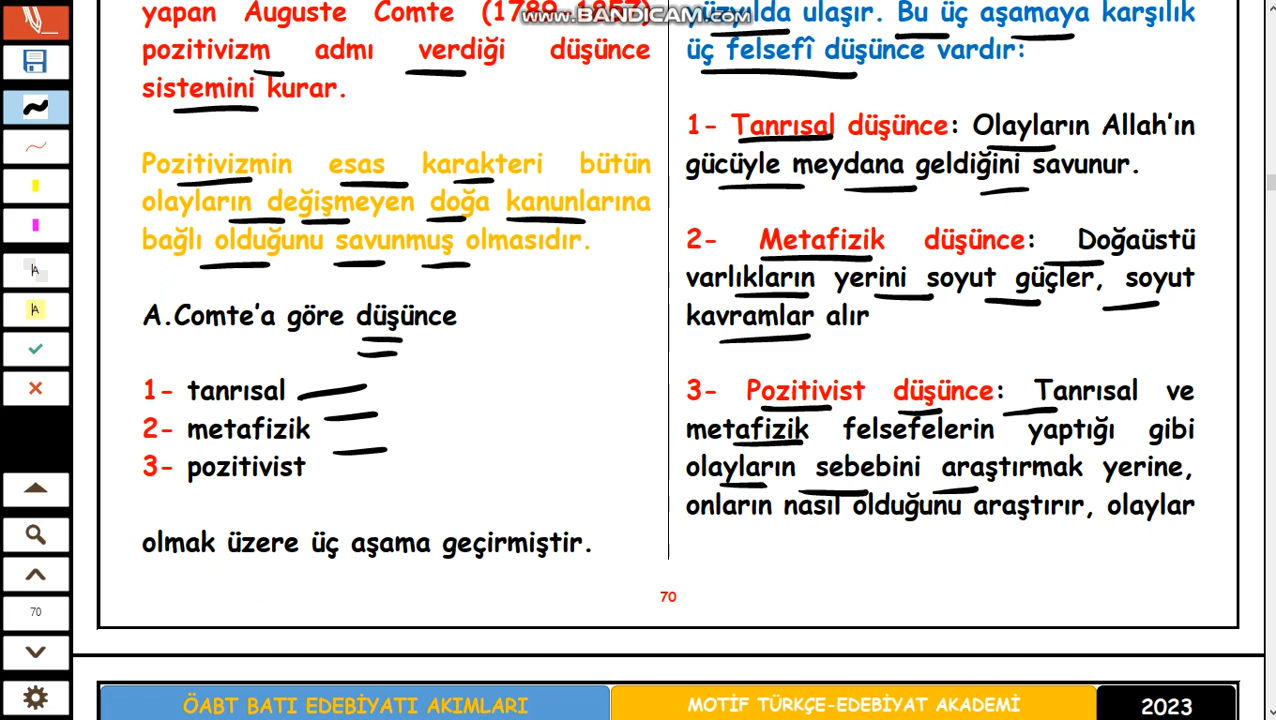 www.BANDICAM.com
yapan Auguste Comte (1789-1857)
pozitivizm admı verdiği düşünce
sistemini kurar.
Pozitivizmin esas karakteri bütün
olayların değişmeyen doğa kanunlarına
bağlı olduğunu savunmuş olmasıdır.
A.Comte’a göre düşünce
1- tanrısal
2- metafizik
3- pozitivist
olmak üzere üç aşama geçirmiştir.
yüzyılda ulaşır. Bu üç aşamaya karşılık
üç felsefî düşünce vardır:
1- Tanrısal düşünce: Olayların Allah’ın
gücüyle meydana geldiğini savunur.
2- Metafizik düşünce: Doğaüstü
varlıkların yerini soyut güçler, soyut
kavramlar alır
3- Pozitivist düşünce: Tanrısal ve
metafizik felsefelerin yaptığı gibi
olayların sebebini araştırmak yerine,
onların nasıl olduğunu araştırır, olaylar
70
70
ÖABT BATI EDEBİYATI AKIMLARI
MOTİF TÜRKÇE-EDEBİYAT AKADEMİ
2023